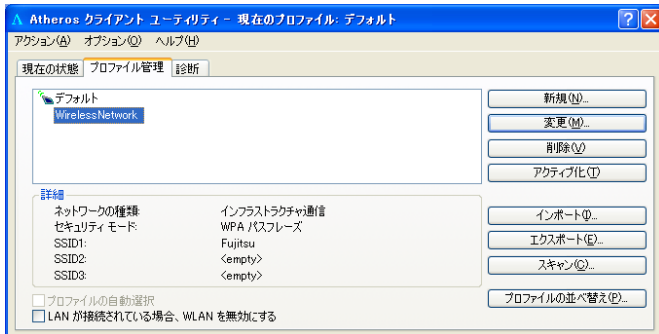 Atheros クライアント ユーティリティ - 現在のプロファイル: デフォルト
アクション(A) オプション(O) ヘルプ(H)
現在の状態 プロファイル管理 診断
デフォルト
WirelessNetwork
新規(N)...
変更(M)...
削除(V)
アクティブ化(T)
詳細
ネットワークの種類: インフラストラクチャ通信
セキュリティ モード: WPA パスフレーズ
SSID1: Fujitsu
SSID2: <empty>
SSID3: <empty>
インポート(I)...
エクスポート(E)...
スキャン(C)...
プロファイルの並べ替え(P)...
プロファイルの自動選択
LAN が接続されている場合、WLAN を無効にする